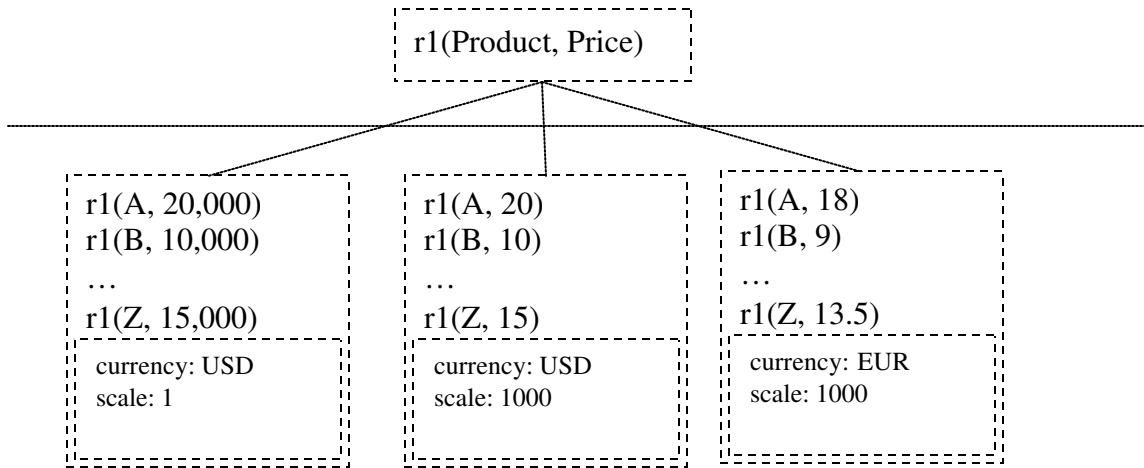 r1(Product, Price)
r1(A, 20,000)
r1(B, 10,000)
…
r1(Z, 15,000)
currency: USD
scale: 1
r1(A, 20)
r1(B, 10)
…
r1(Z, 15)
currency: USD
scale: 1000
r1(A, 18)
r1(B, 9)
…
r1(Z, 13.5)
currency: EUR
scale: 1000